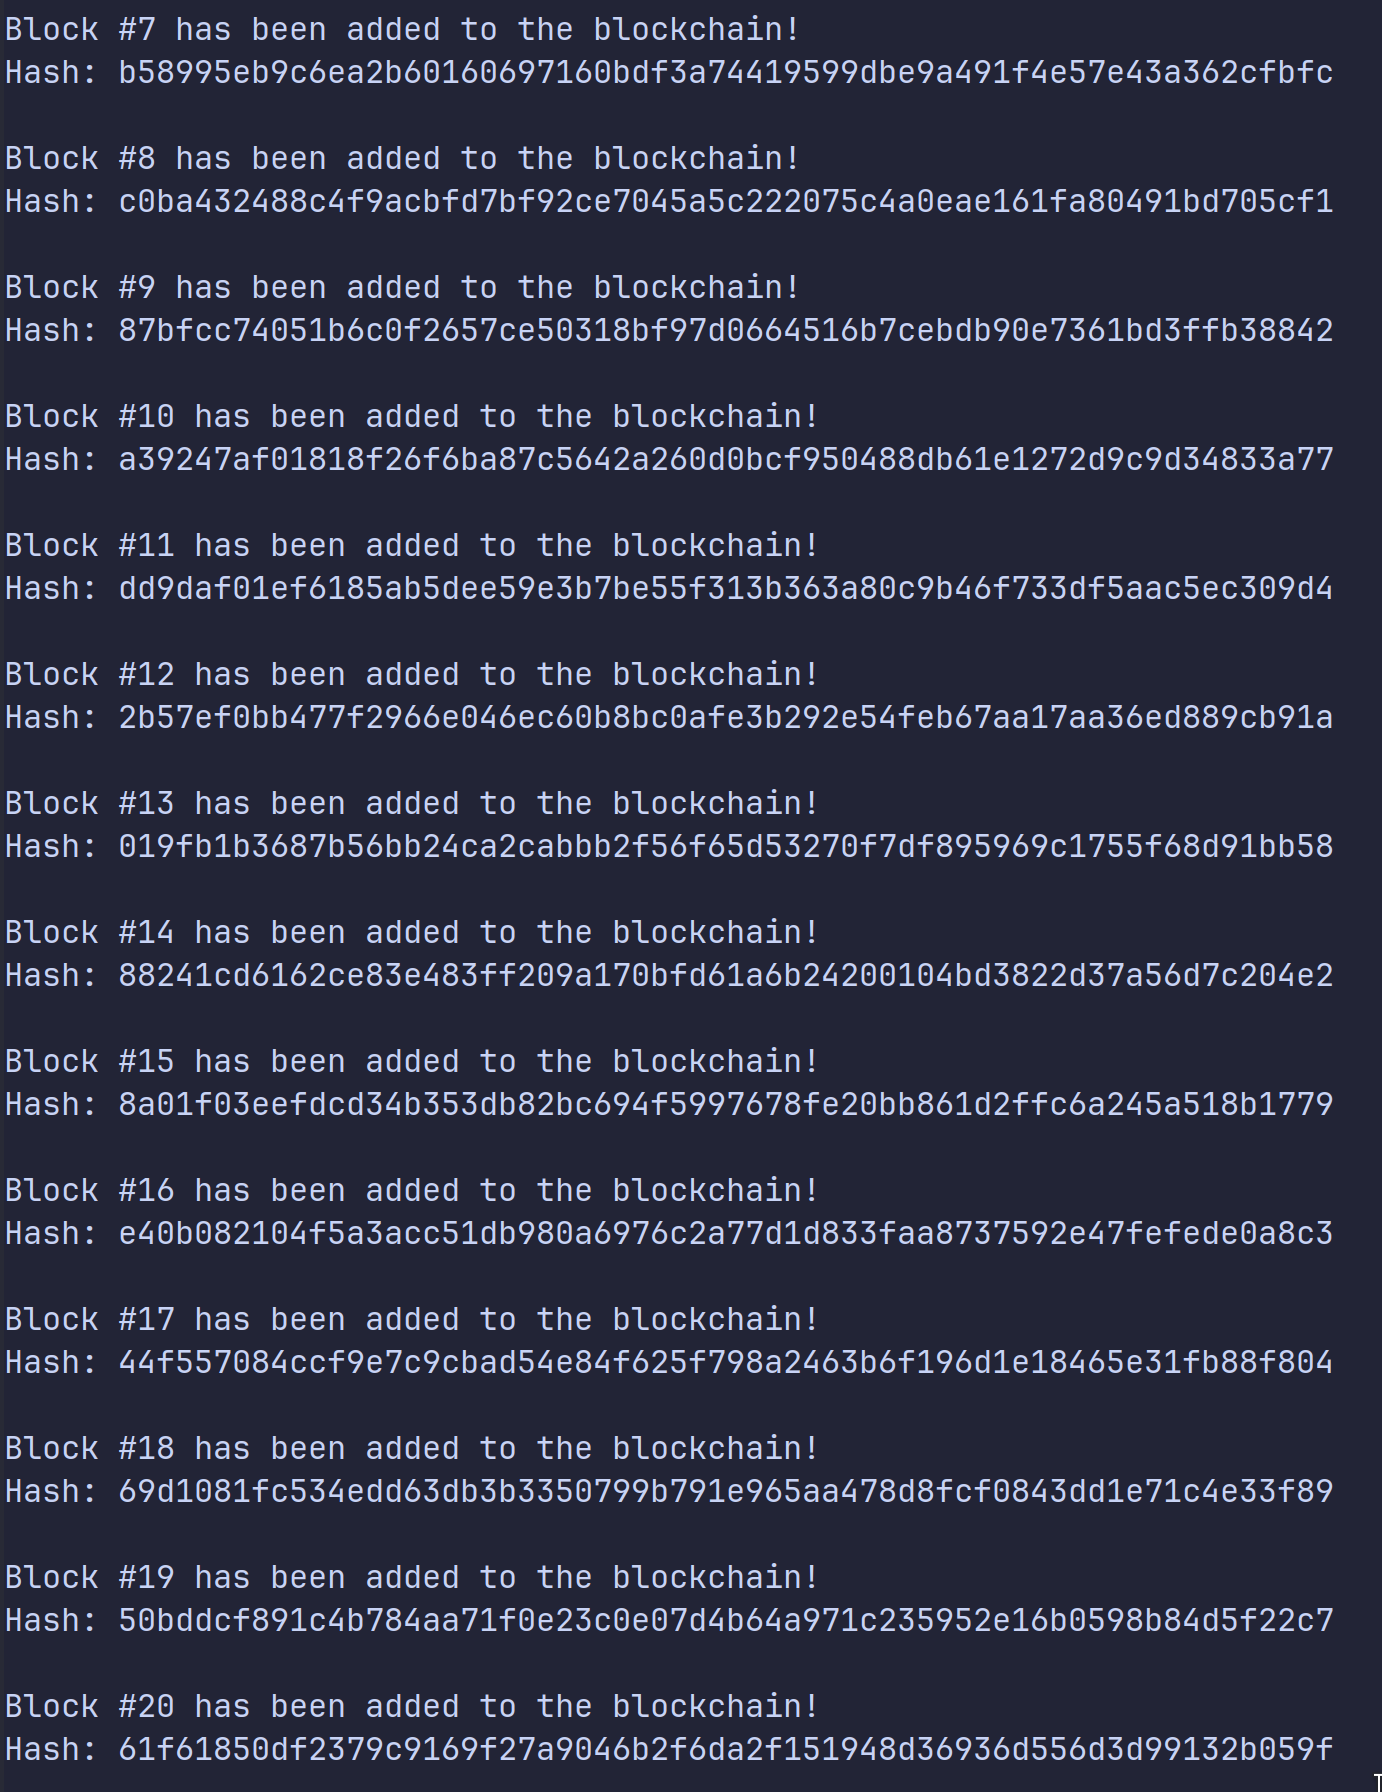 Block #7 has been added to the blockchain!
Hash: b58995eb9c6ea2b60160697160bdf3a74419599dbe9a491f4e57e43a362cfbfc
Block #8 has been added to the blockchain!
Hash: c0ba432488c4f9acbfd7bf92ce7045a5c222075c4a0eae161fa80491bd705cf1
Block #9 has been added to the blockchain!
Hash: 87bfcc74051b6c0f2657ce50318bf97d0664516b7cebdb90e7361bd3ffb38842
Block #10 has been added to the blockchain!
Hash: a39247af01818f26f6ba87c5642a260d0bcf950488db61e1272d9c9d34833a77
Block #11 has been added to the blockchain!
Hash: dd9daf01ef6185ab5dee59e3b7be55f313b363a80c9b46f733df5aac5ec309d4
Block #12 has been added to the blockchain!
Hash: 2b57ef0bb477f2966e046ec60b8bc0afe3b292e54feb67aa17aa36ed889cb91a
Block #13 has been added to the blockchain!
Hash: 019fb1b3687b56bb24ca2cabbb2f56f65d53270f7df895969c1755f68d91bb58
Block #14 has been added to the blockchain!
Hash: 88241cd6162ce83e483ff209a170bfd61a6b24200104bd3822d37a56d7c204e2
Block #15 has been added to the blockchain!
Hash: 8a01f03eefdcd34b353db82bc694f5997678fe20bb861d2ffc6a245a518b1779
Block #16 has been added to the blockchain!
Hash: e40b082104f5a3acc51db980a6976c2a77d1d833faa8737592e47fefede0a8c3
Block #17 has been added to the blockchain!
Hash: 44f557084ccf9e7c9cbad54e84f625f798a2463b6f196d1e18465e31fb88f804
Block #18 has been added to the blockchain!
Hash: 69d1081fc534edd63db3b3350799b791e965aa478d8fcf0843dd1e71c4e33f89
Block #19 has been added to the blockchain!
Hash: 50bddcf891c4b784aa71f0e23c0e07d4b64a971c235952e16b0598b84d5f22c7
Block #20 has been added to the blockchain!
Hash: 61f61850df2379c9169f27a9046b2f6da2f151948d36936d556d3d99132b059f